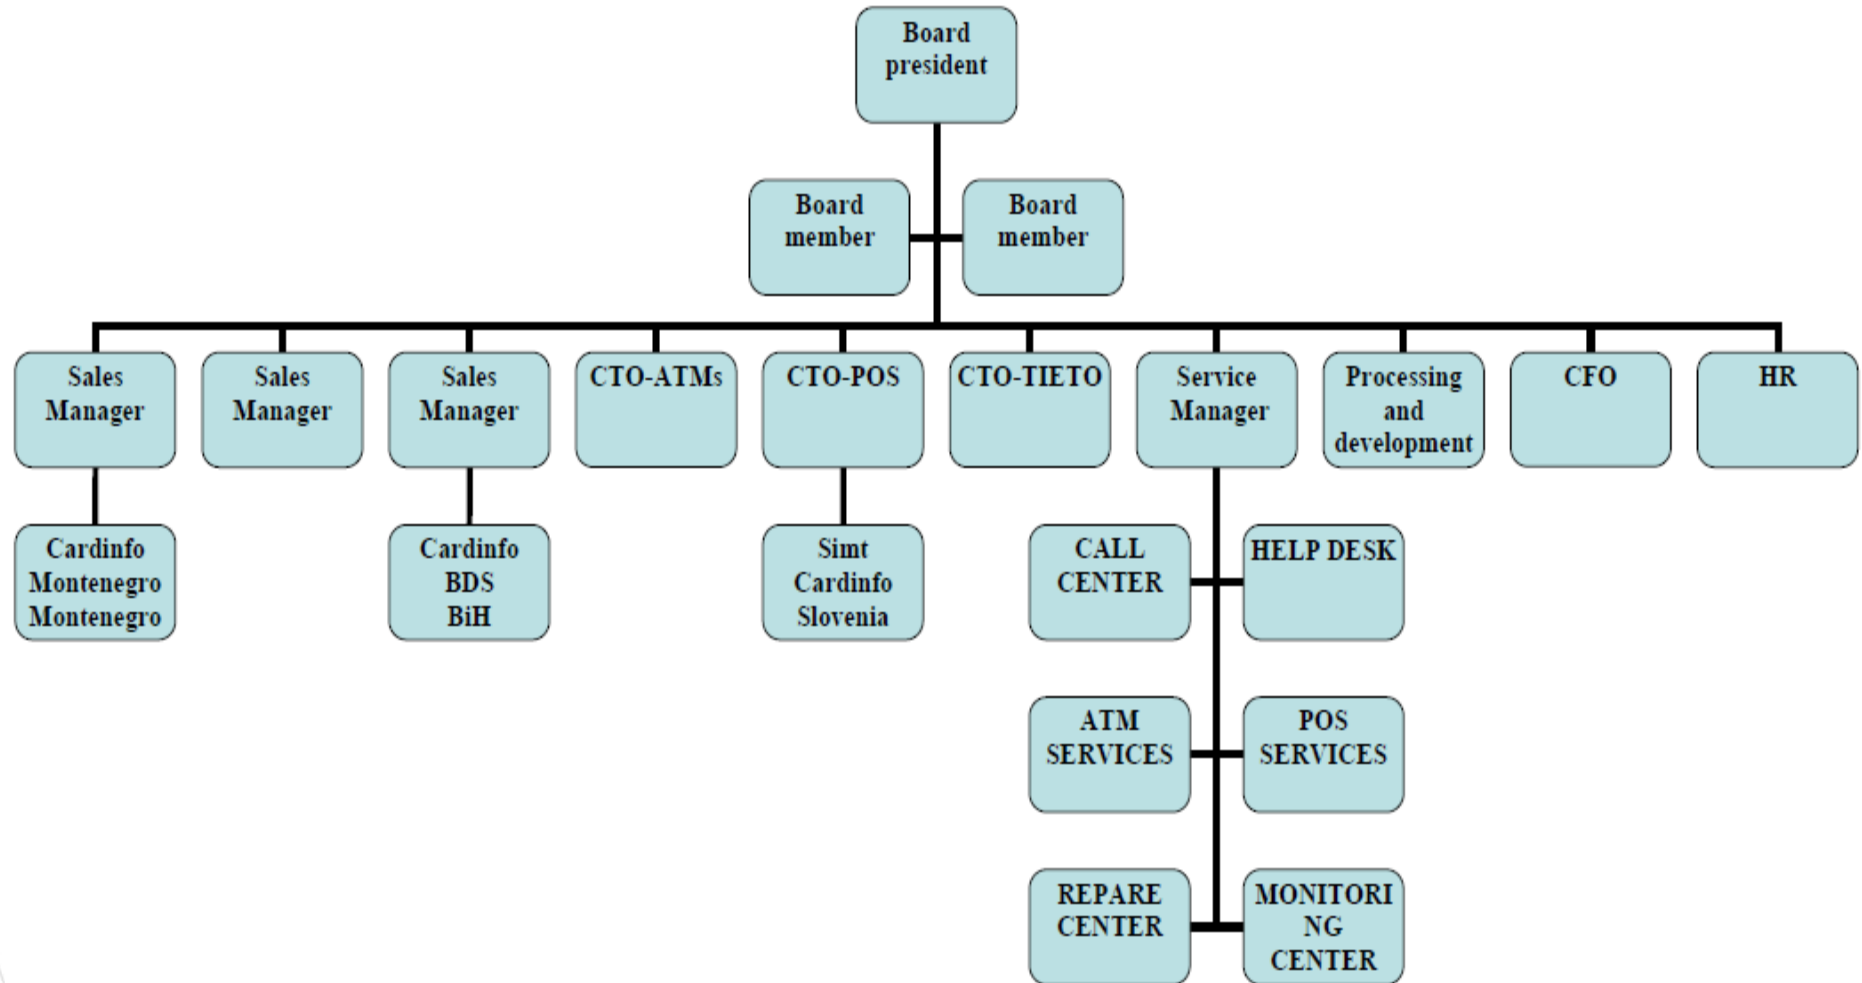 Board
president
Board
member
Board
member
Sales
Manager
Sales
Manager
Sales
Manager
CTO-ATMs
CTO-POS
CTO-TIETO
Service
Manager
Processing
and
development
CFO
HR
Cardinfo
Montenegro
Montenegro
Cardinfo
BDS
BiH
Simt
Cardinfo
Slovenia
CALL
CENTER
HELP DESK
ATM
SERVICES
POS
SERVICES
REPARE
CENTER
MONITORI
NG
CENTER